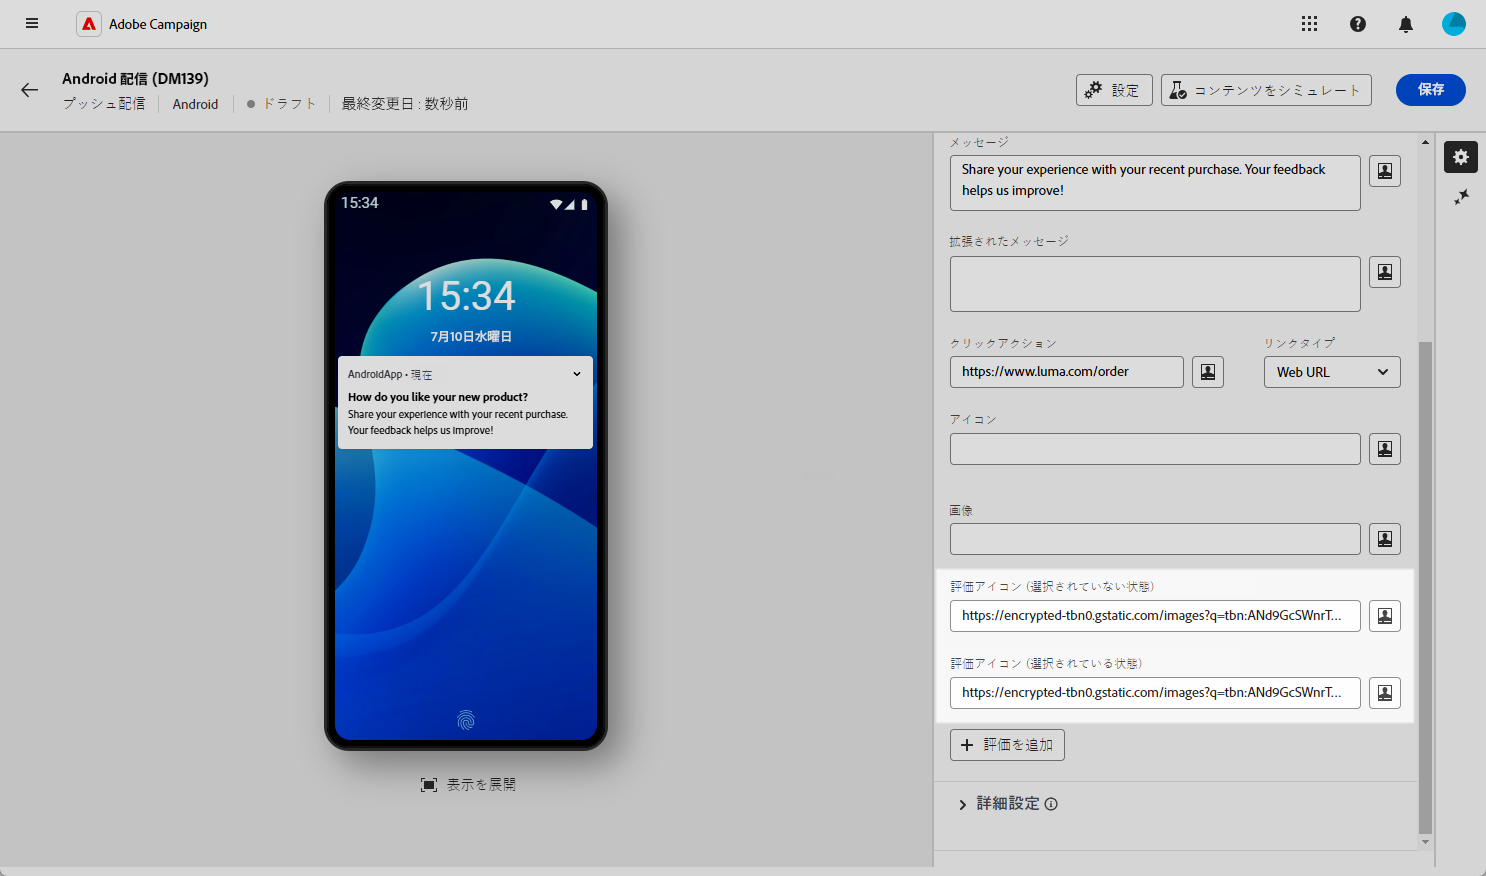 Adobe Campaign
Android 配信 (DM139)
プッシュ配信 Android ドラフト 最終変更日 : 数秒前
設定
コンテンツをシミュレート
保存
15:34
15:34
7月10日水曜日
AndroidApp • 現在
How do you like your new product?
Share your experience with your recent purchase.
Your feedback helps us improve!
表示を展開
メッセージ
Share your experience with your recent purchase. Your feedback
helps us improve!
拡張されたメッセージ
クリックアクション
リンクタイプ
https://www.luma.com/order
Web URL
アイコン
画像
評価アイコン (選択されていない状態)
https://encrypted-tbn0.gstatic.com/images?q=tbn:ANd9GcSWnrT...
評価アイコン (選択されている状態)
https://encrypted-tbn0.gstatic.com/images?q=tbn:ANd9GcSWnrT...
評価を追加
詳細設定